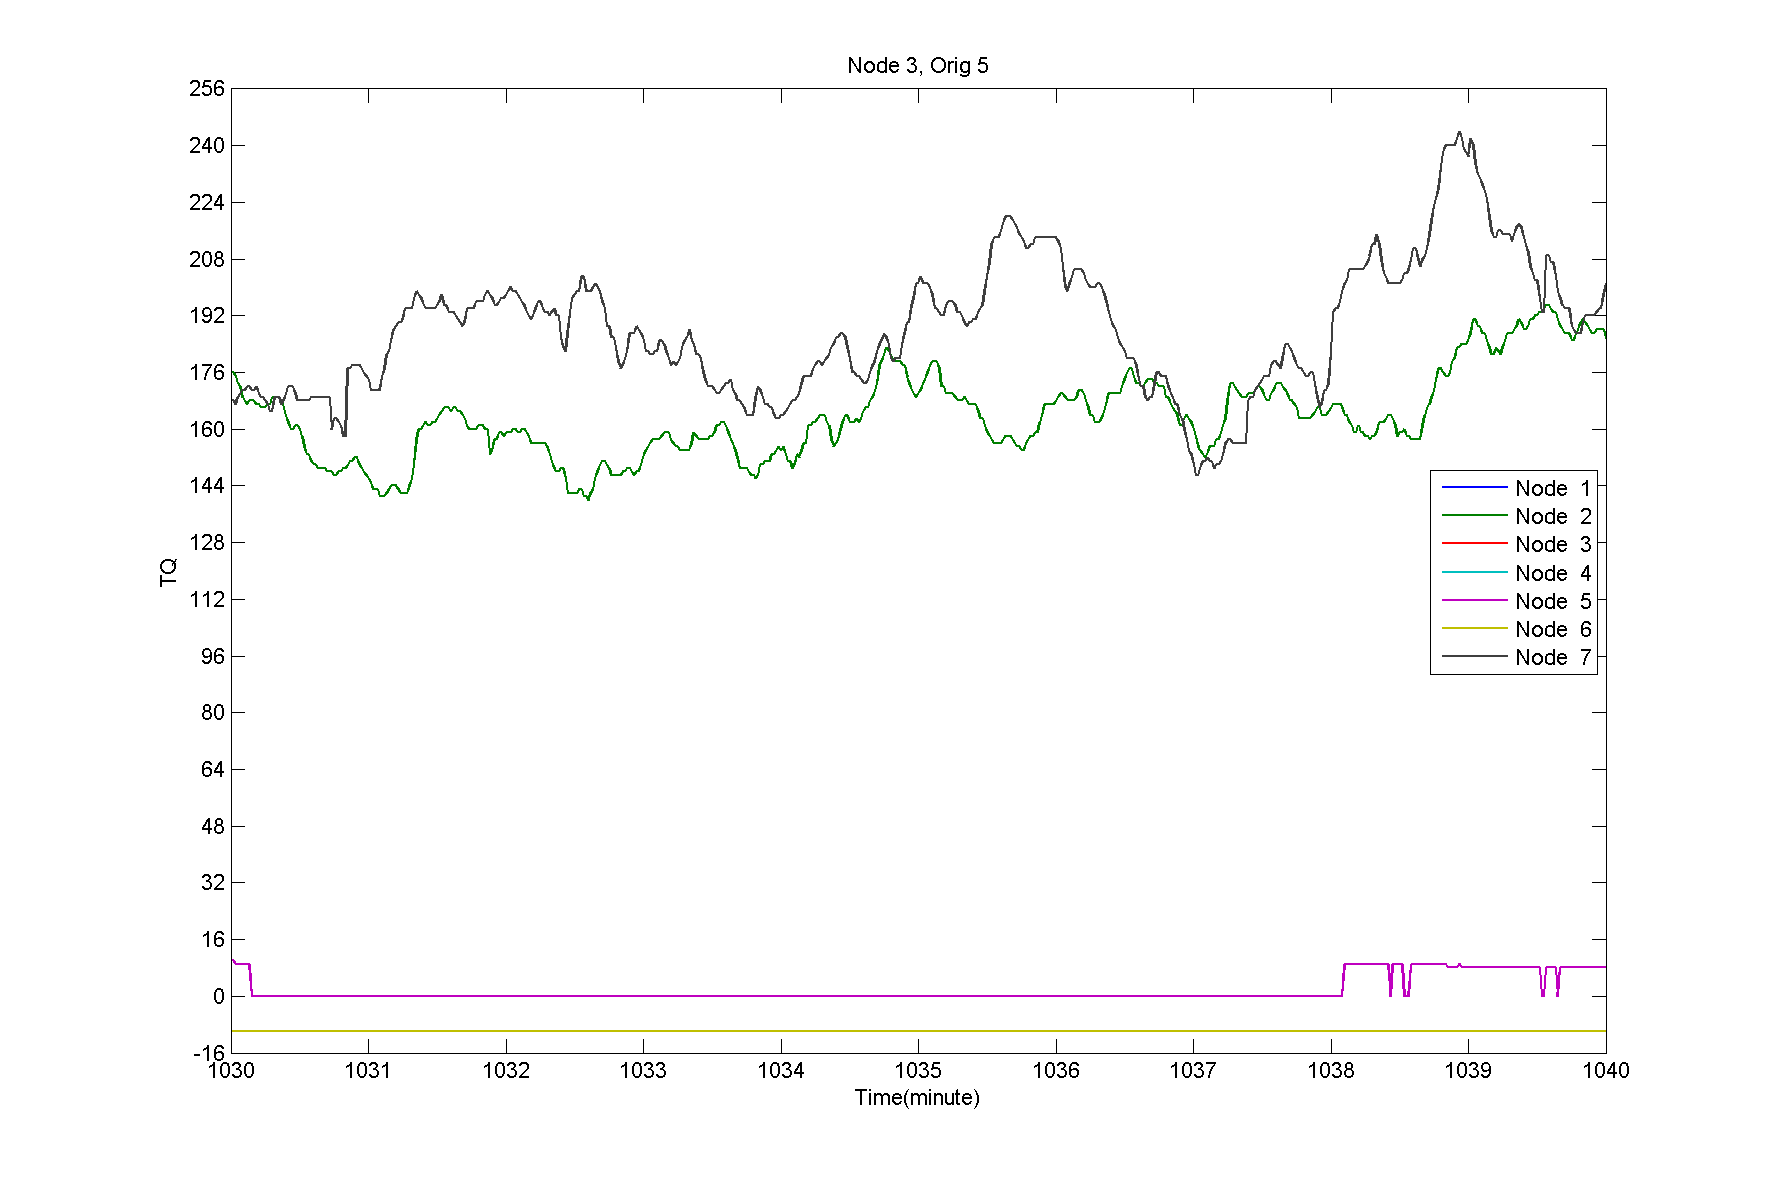 Node 3, Orig 5
256
240
224
208
192
176
160
144
128
112
96
80
64
48
32
16
0
-16
TQ
Node 1
Node 2
Node 3
Node 4
Node 5
Node 6
Node 7
1030 1031 1032 1033 1034 1035 1036 1037 1038 1039 1040
Time(minute)